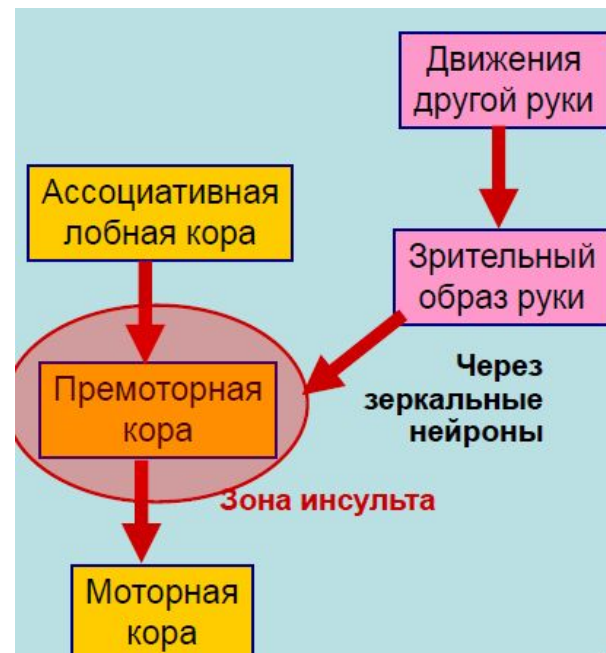 Движения
другой руки
Ассоциативная
лобная кора
Зрительный
образ руки
Премоторная
кора
Через
зеркальные
нейроны
Зона инсульта
Моторная
кора